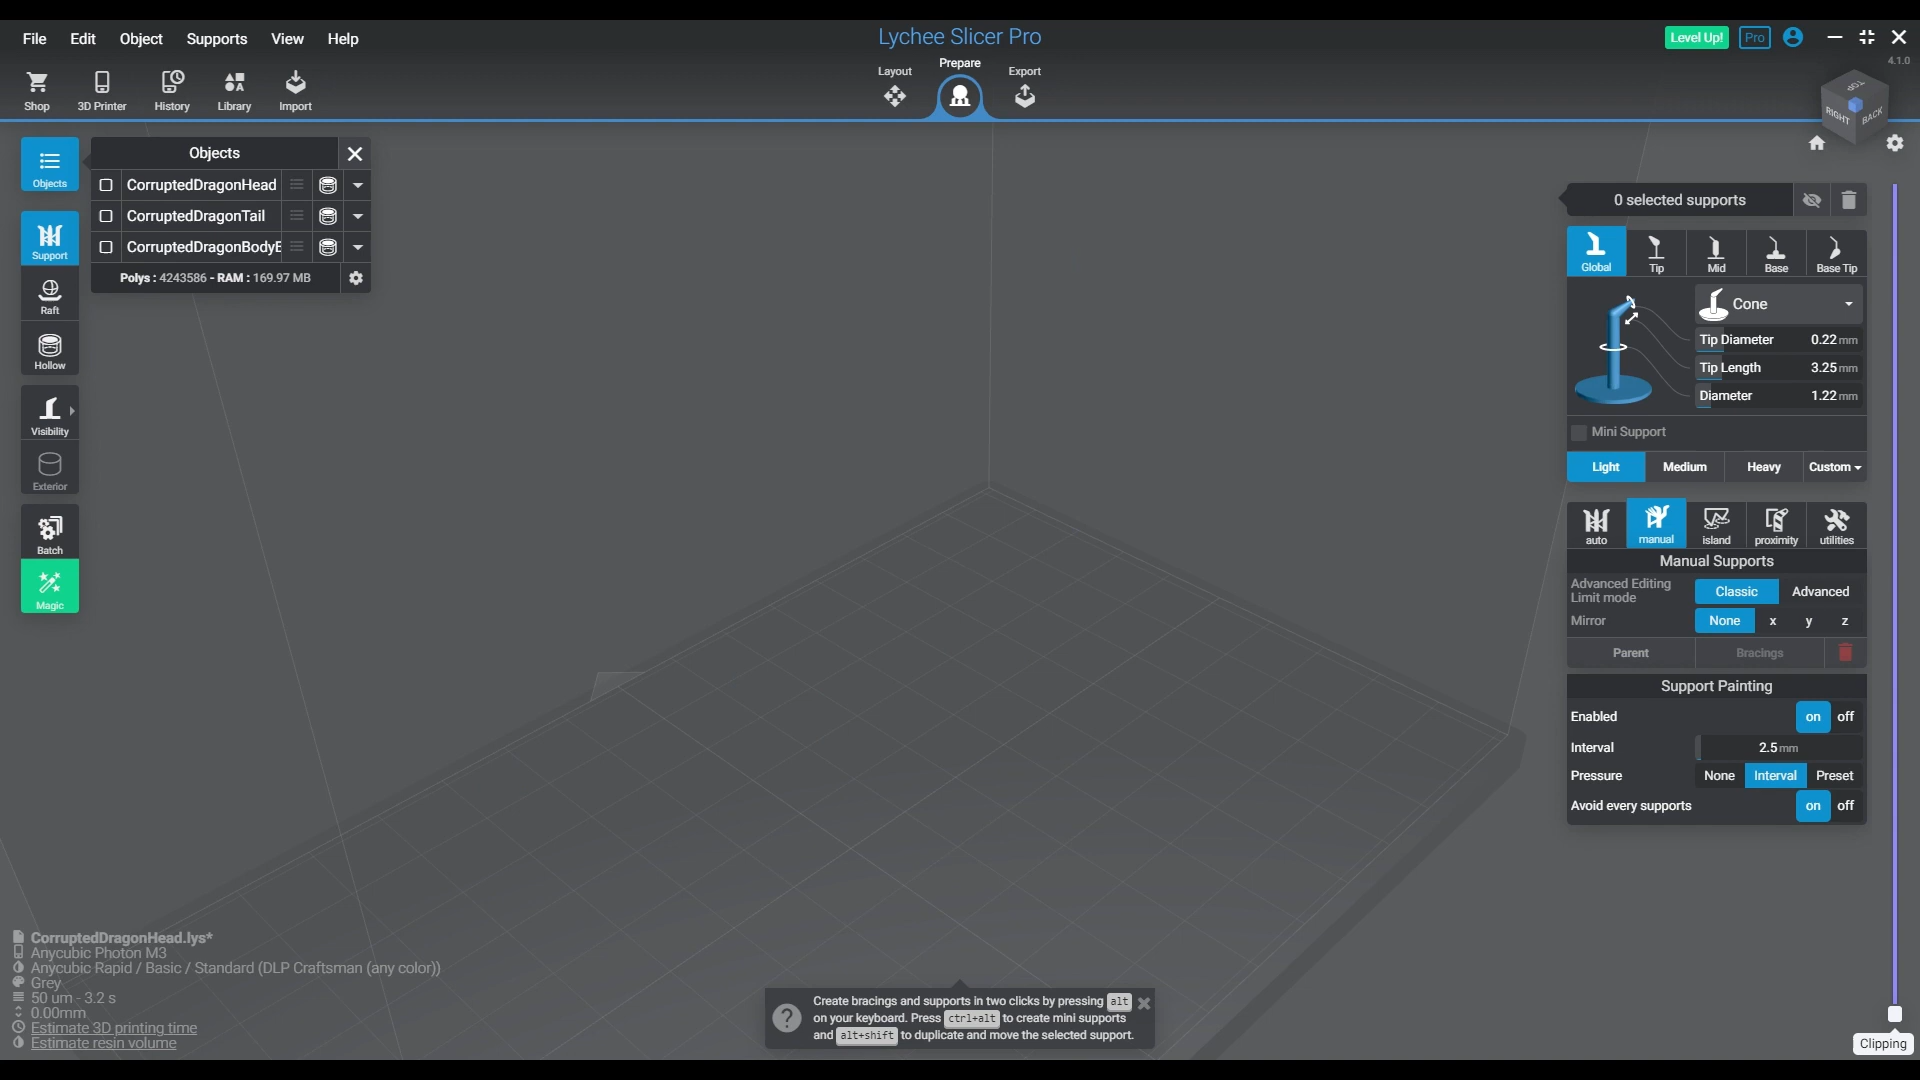 File Edit Object Supports View Help
Lychee Slicer Pro
Level Up! Pro
4.1.0
Shop 3D Printer History Library Import
Layout Prepare Export
TOP
RIGHT BACK
Objects
Objects
CorruptedDragonHead
CorruptedDragonTail
CorruptedDragonBodyE
Polys : 4243586 - RAM : 169.97 MB
Support
Raft
Hollow
Visibility
Exterior
Batch
Magic
0 selected supports
Global Tip Mid Base Base Tip
Cone
Tip Diameter 0.22 mm
Tip Length 3.25 mm
Diameter 1.22 mm
Mini Support
Light Medium Heavy Custom
auto manual island proximity utilities
Manual Supports
Advanced Editing
Limit mode
Classic Advanced
Mirror None x y z
Parent Bracings
Support Painting
Enabled on off
Interval 2.5 mm
Pressure None Interval Preset
Avoid every supports on off
CorruptedDragonHead.lys*
Anycubic Photon M3
Anycubic Rapid / Basic / Standard (DLP Craftsman (any color))
Grey
50 um - 3.2 s
0.00mm
Estimate 3D printing time
Estimate resin volume
Create bracings and supports in two clicks by pressing alt
on your keyboard. Press ctrl+alt to create mini supports
and alt+shift to duplicate and move the selected support.
Clipping